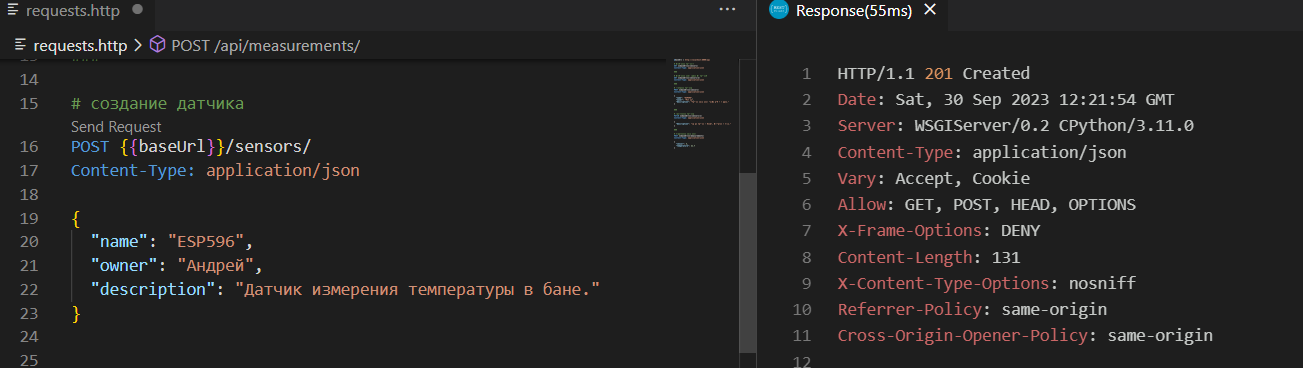 requests.http
requests.http > POST /api/measurements/
14
15 # создание датчика
Send Request
16 POST {{baseUrl}}/sensors/
17 Content-Type: application/json
18
19 {
20 "name": "ESP596",
21 "owner": "Андрей",
22 "description": "Датчик измерения температуры в бане."
23 }
24
25
Response(55ms)
1 HTTP/1.1 201 Created
2 Date: Sat, 30 Sep 2023 12:21:54 GMT
3 Server: WSGIServer/0.2 CPython/3.11.0
4 Content-Type: application/json
5 Vary: Accept, Cookie
6 Allow: GET, POST, HEAD, OPTIONS
7 X-Frame-Options: DENY
8 Content-Length: 131
9 X-Content-Type-Options: nosniff
10 Referrer-Policy: same-origin
11 Cross-Origin-Opener-Policy: same-origin
12